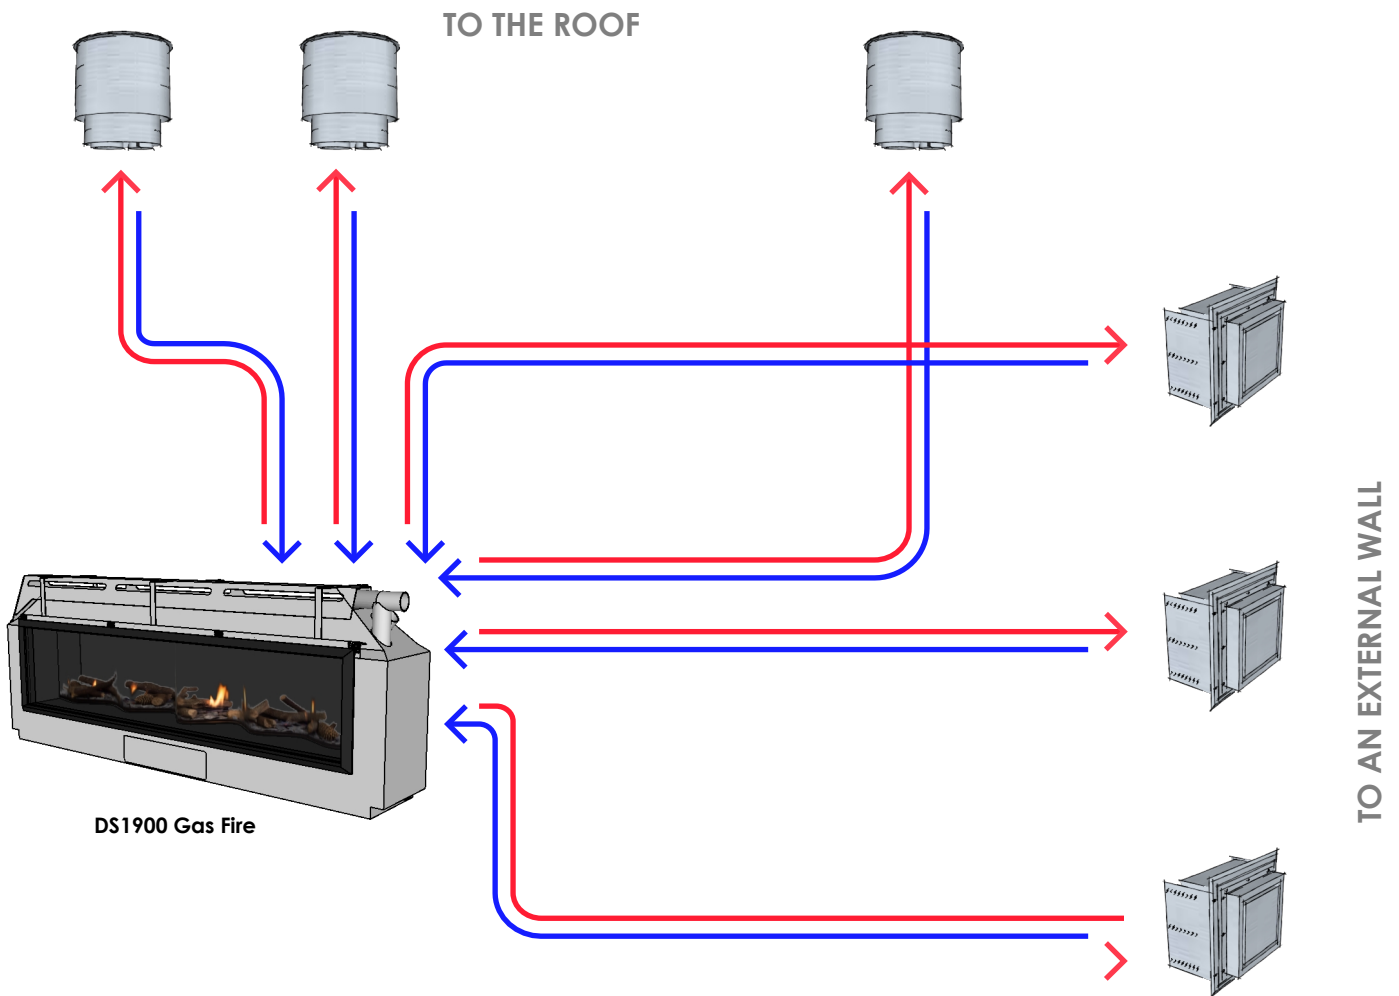 TO THE ROOF
TO AN EXTERNAL WALL
DS1900 Gas Fire